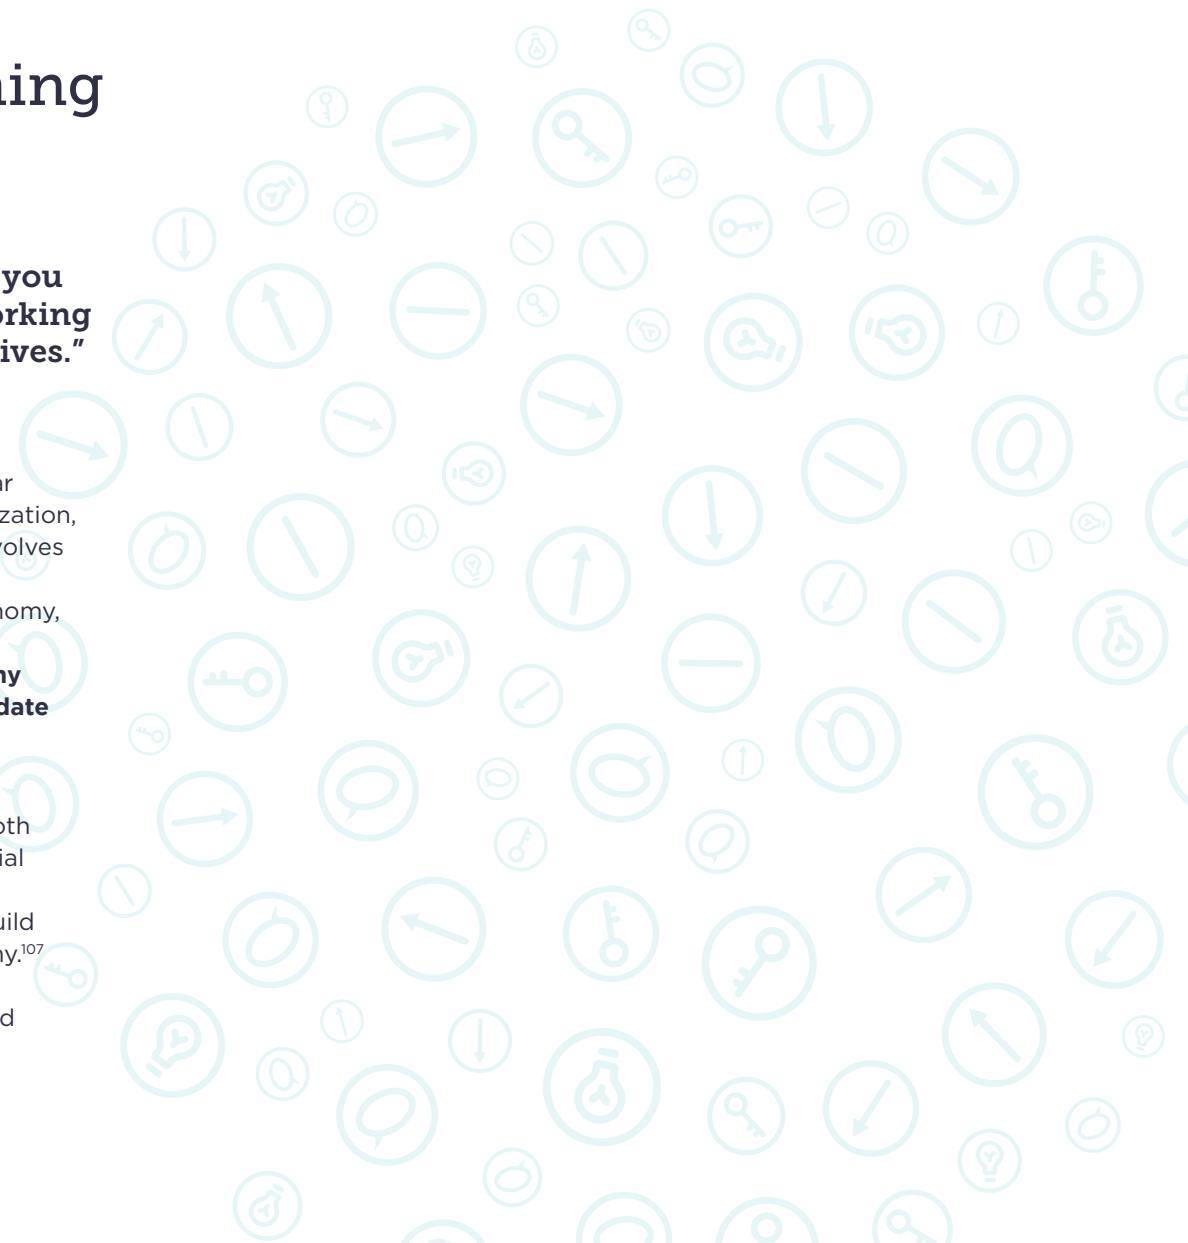 ning
you
orking
ives.”
ar
zation,
volves
nomy,
ny
date
oth
ial
uild
ny.¹⁰⁷
d